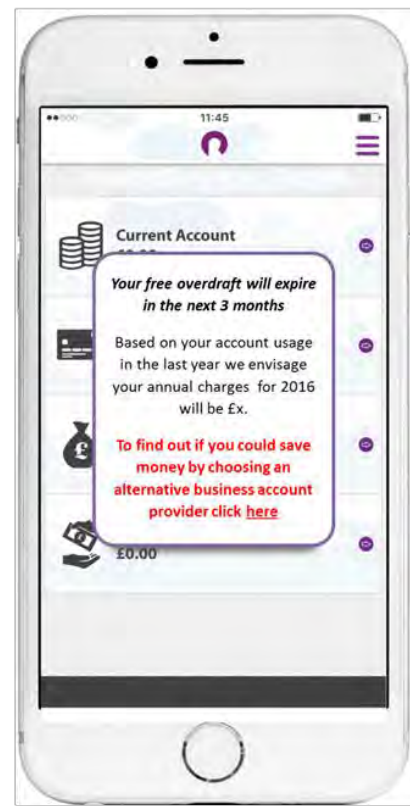 11:45
Current Account
Your free overdraft will expire
in the next 3 months
Based on your account usage
in the last year we envisage
your annual charges for 2016
will be £x.
To find out if you could save
money by choosing an
alternative business account
provider click here
£0.00